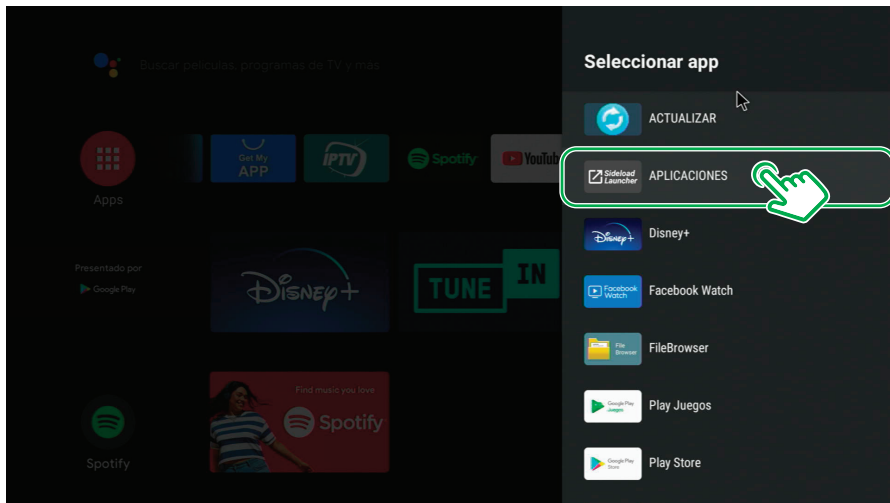 Buscar películas, programas de TV y más
Seleccionar app
ACTUALIZAR
Get My
APP
IPTV
Spotify
YouTub
Sideload
Launcher
APLICACIONES
Apps
Disney+
Disney+
Presentado por
Google Play
Disney+
TUNE
IN
Facebook
Watch
Facebook Watch
File
Browser
FileBrowser
Find music you love
Spotify
Google Play
Juegos
Play Juegos
Spotify
Google Play
Store
Play Store